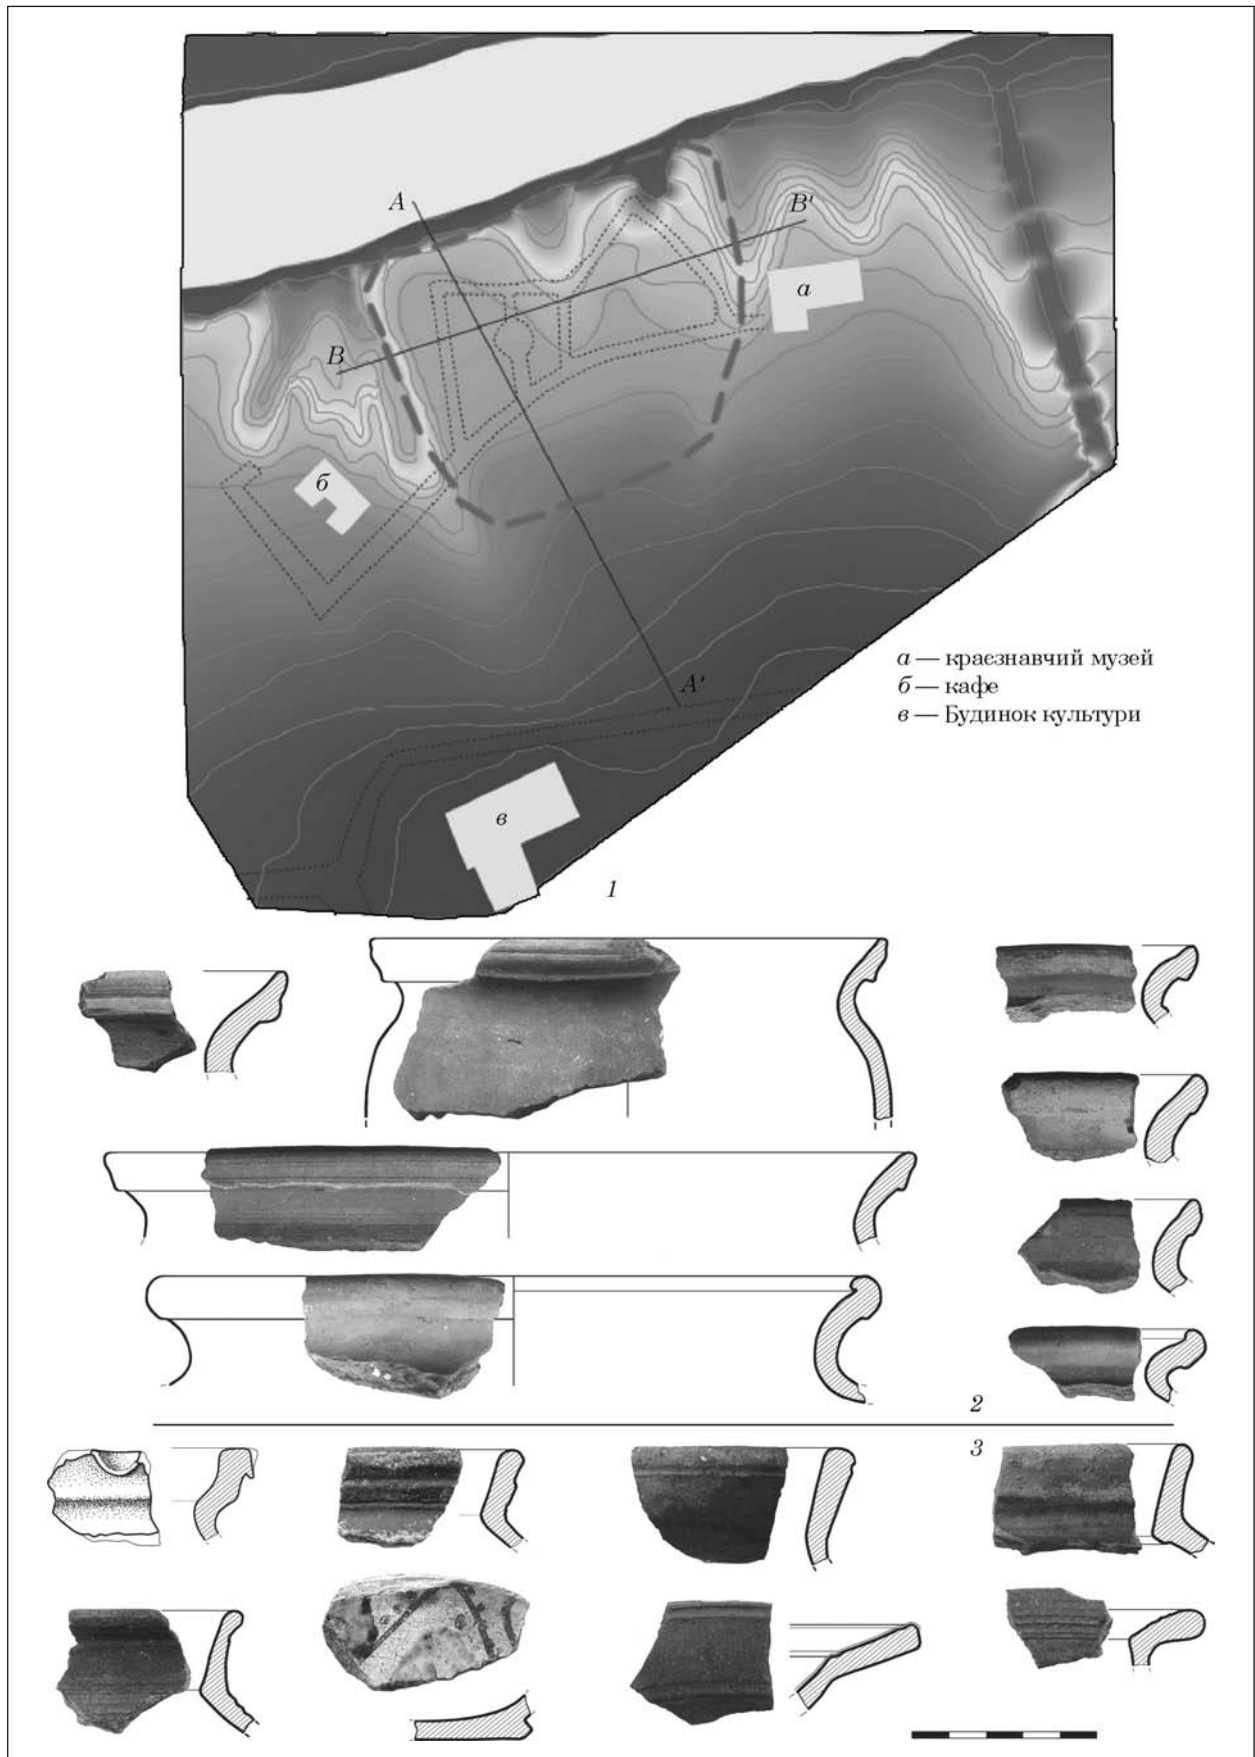 A
B'
a
B
б
A'
а — краєзнавчий музей
б — кафе
в — Будинок культури
в
1
2
3